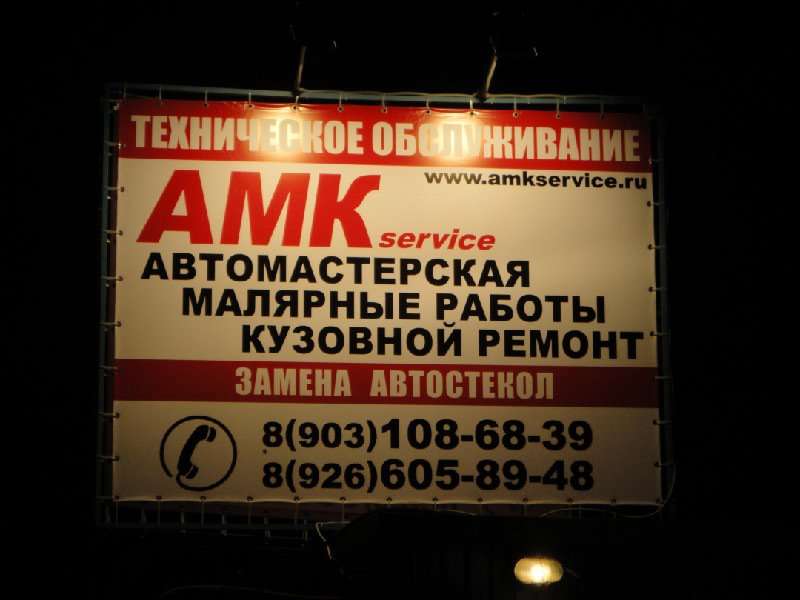 ТЕХНИЧЕСКОЕ ОБСЛУЖИВАНИЕ
www.amkservice.ru
АМК service
АВТОМАСТЕРСКАЯ
МАЛЯРНЫЕ РАБОТЫ
КУЗОВНОЙ РЕМОНТ
ЗАМЕНА АВТОСТЕКОЛ
8(903)108-68-39
8(926)605-89-48